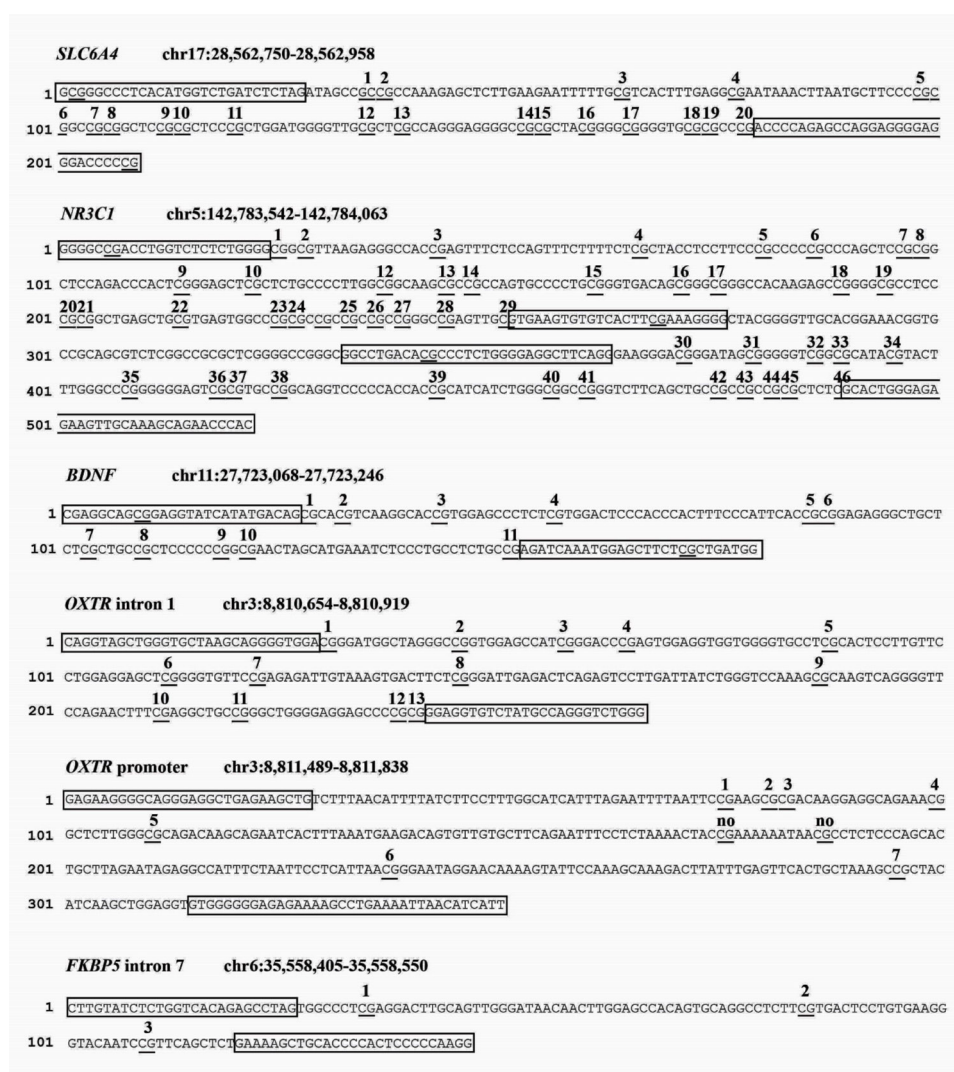 SLC6A4 chr17:28,562,750-28,562,958
1 2 3 4 5
1 GCGGGCCCTCACATGGTCTGATCTCTAGATAGCCGCCCGCCAAAGAGCTCTTGAAGAATTTTTGCGTCACTTTGAGGCGAATAAACTTAATGCTTCCCCGC
6 7 8 9 10 11 12 13 14 15 16 17 18 19 20
101 GGCCGCGGCTCCGCGCTCCCGCTGGATGGGGTTGCGCTCGCCAGGGAGGGGCCGCGCTACGGGGCGGGGTGCGCGCCCGACCCCAGAGCCAGGAGGGGAG
201 GGACCCCCCG
NR3C1 chr5:142,783,542-142,784,063
1 2 3 4 5 6 7 8
1 GGGGCCGACCTGGTCTCTCTGGGGCGGCGTTAAGAGGGCCACCGAGTTTCTCCAGTTTCTTTTCTCGCTACCTCCTTCCCGCCCCCGCCCAGCTCCGCGG
9 10 12 13 14 15 16 17 18 19
101 CTCCAGACCCACTCGGGAGCTCGCTCTGCCCCTTGGCGGCAAGCGCCGCCAGTGCCCCTGCGGGTGACAGCGGGCGGGCCACAAGAGCCGGGGCGCCTCC
20 21 22 23 24 25 26 27 28 29
201 CGCGGCTGAGCTGCGTGAGTGGCCCGCGCCGCCGCCGCCGGGCCGAGTTGCGTGAAGTGTGTCACTTCGAAAGGGGCTACGGGGTTGCACGGAAACGGTG
30 31 32 33 34
301 CCGCAGCGTCTCGGCCGCGCTCGGGGCCGGGCGGCCTGACACGCCCTCTGGGGAGGCTTCAGGGAAGGGACGGGATAGCGGGGGTCGGCGCATACGTACT
35 36 37 38 39 40 41 42 43 44 45 46
401 TTGGGCCCGGGGGGAGTCGCGTGCCGGCAGGTCCCCCACCACCGCATCATCTGGGCGGCCGGGTCTTCAGCTGCCGCCGCCGCGCTCTCGCACTGGGAGA
501 GAAGTTGCAAAGCAGAACCCAC
BDNF chr11:27,723,068-27,723,246
1 2 3 4 5 6
1 CGAGGCAGCGGAGGTATCATATGACAGCGCACGTCAAGGCACCGTGGAGCCCTCTCGTGGACTCCCACCCACTTTCCCATTCACCGCGGAGAGGGCTGCT
7 8 9 10 11
101 CTCGCTGCCGCTCCCCCCGGCGAACTAGCATGAAATCTCCCTGCCTCTGCCGAGATCAAATGGAGCTTCTCGCTGATGG
OXTR intron 1 chr3:8,810,654-8,810,919
1 2 3 4 5
1 CAGGTAGCTGGGTGCTAAGCAGGGGTGGACGGGATGGCTAGGGCCGGTGGAGCCATCGGGACCCGAGTGGAGGTGGTGGGGTGCCTCGCACTCCTTGTTC
6 7 8 9
101 CTGGAGGAGCTCGGGGTGTTCCGAGAGATTGTAAAGTGACTTCTCGGGATTGAGACTCAGAGTCCTTGATTATCTGGGTCCAAAGCGCAAGTCAGGGGTT
10 11 12 13
201 CCAGAACTTTCGAGGCTGCCGGGCTGGGGAGGAGCCCCGCGGGAGGTGTCTATGCCAGGGTCTGGG
OXTR promoter chr3:8,811,489-8,811,838
1 2 3 4
1 GAGAAGGGGCAGGGAGGCTGAGAAGCTGTCTTTAACATTTTATCTTCCTTTGGCATCATTTAGAATTTTAATTCCGAAGCGCGACAAGGAGGCAGAAACG
5 no no
101 GCTCTTGGGCGCAGACAAGCAGAATCACTTTAAATGAAGACAGTGTTGTGCTTCAGAATTTCCTCTAAAACTACCGAAAAAATAACGCCTCTCCCAGCAC
6 7
201 TGCTTAGAATAGAGGCCATTTCTAATTCCTCATTAACGGGAATAGGAACAAAAGTATTCCAAAGCAAAGACTTATTTGAGTTCACTGCTAAAGCCGCTAC
301 ATCAAGCTGGAGGTGTGGGGGGAGAGAAAAGCCTGAAAATTAACATCATT
FKBP5 intron 7 chr6:35,558,405-35,558,550
1 2
1 CTTGTATCTCTGGTCACAGAGCCTAGTGGCCCTCGAGGACTTGCAGTTGGGATAACAACTTGGAGCCACAGTGCAGGCCTCTTCGTGACTCCTGTGAAGG
3
101 GTACAATCCGTTCAGCTCTGAAAAGCTGCACCCCACTCCCCCAAGG